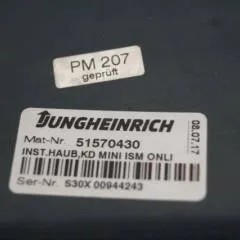 PM 207
geprüft
JUNGHEINRICH
Mat-Nr. 51570430
INST.HAUB,KD MINI ISM ONLI
Ser-Nr. S30X 00944243
08.07.17